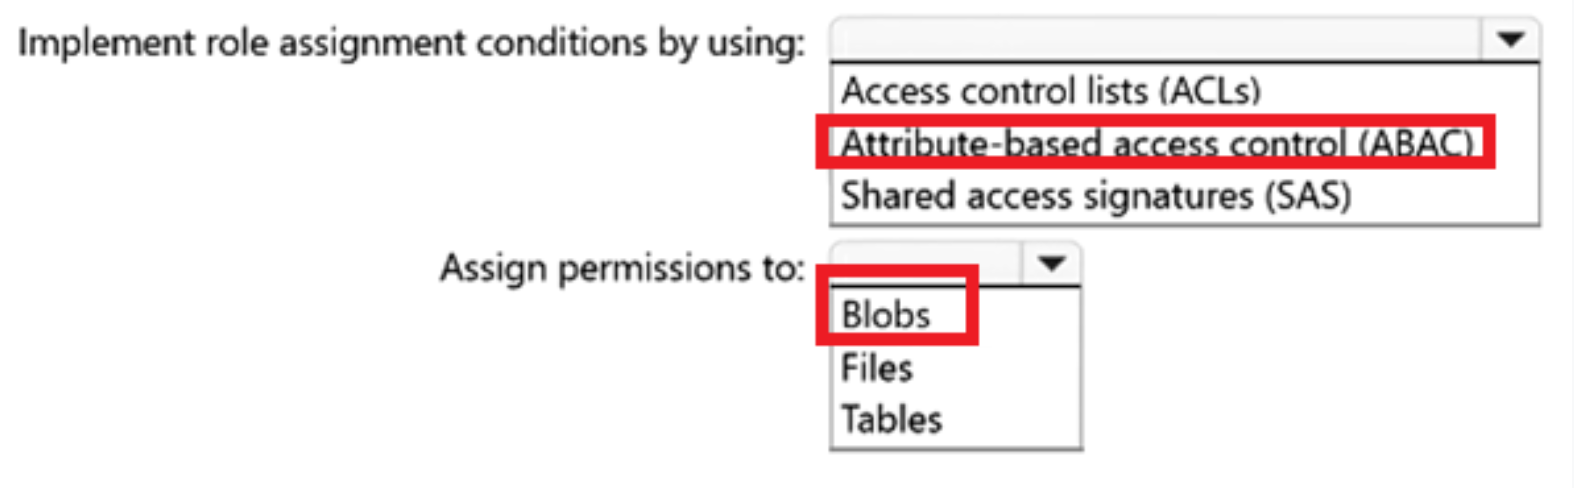 Implement role assignment conditions by using:
Access control lists (ACLs)
Attribute-based access control (ABAC)
Shared access signatures (SAS)
Assign permissions to:
Blobs
Files
Tables